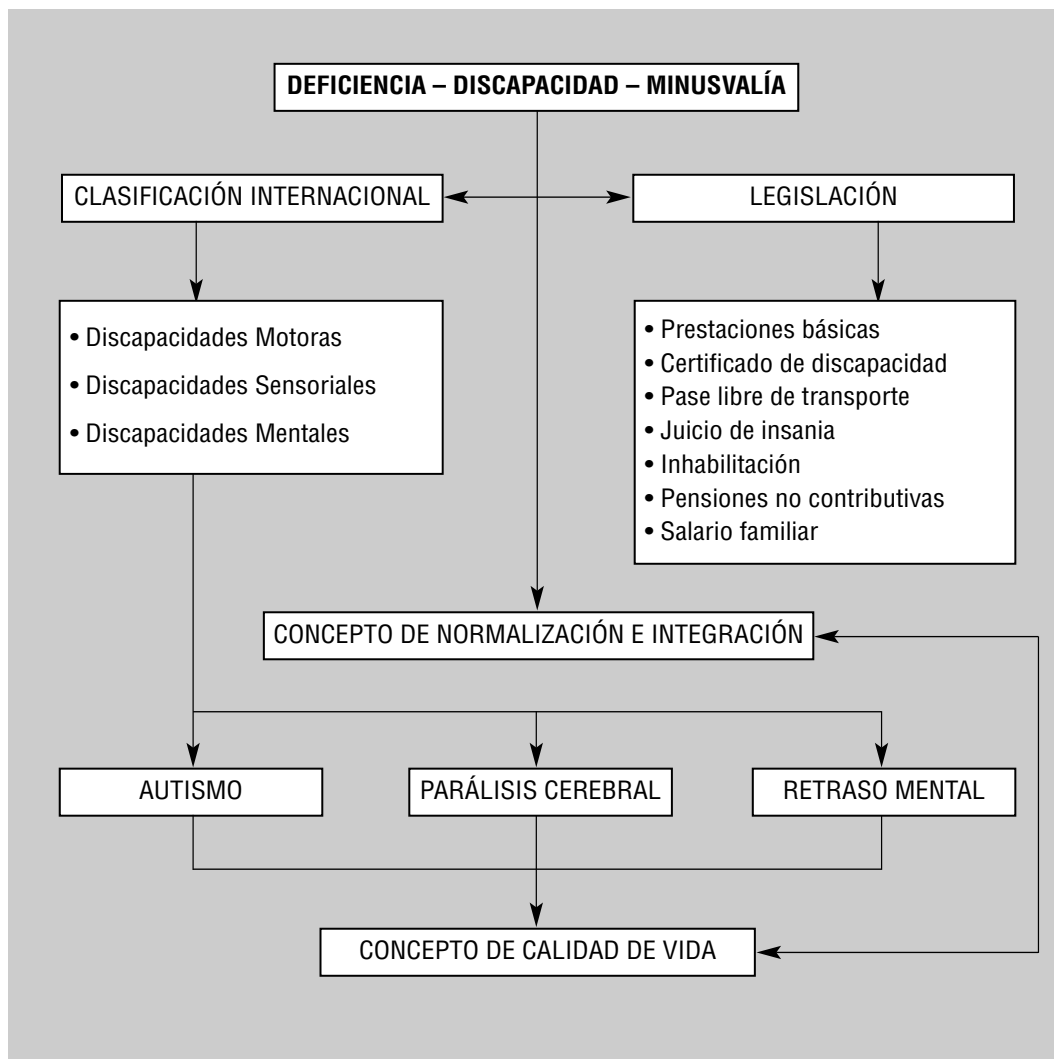 DEFICIENCIA – DISCAPACIDAD – MINUSVALÍA
CLASIFICACIÓN INTERNACIONAL
LEGISLACIÓN
• Discapacidades Motoras
• Discapacidades Sensoriales
• Discapacidades Mentales
• Prestaciones básicas
• Certificado de discapacidad
• Pase libre de transporte
• Juicio de insania
• Inhabilitación
• Pensiones no contributivas
• Salario familiar
CONCEPTO DE NORMALIZACIÓN E INTEGRACIÓN
AUTISMO
PARÁLISIS CEREBRAL
RETRASO MENTAL
CONCEPTO DE CALIDAD DE VIDA